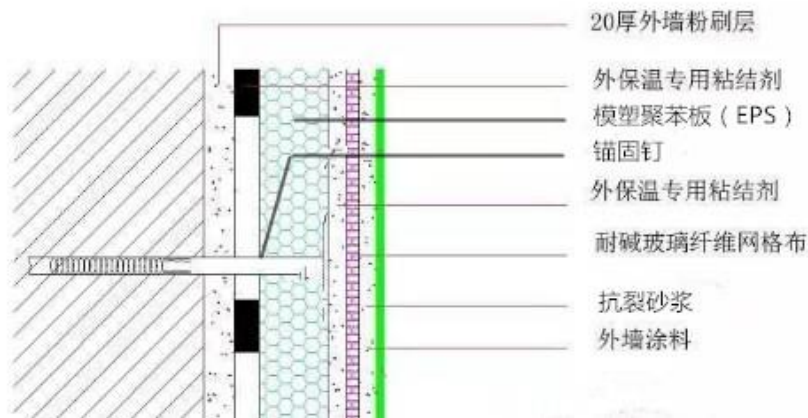 20厚外墙粉刷层
外保温专用粘结剂
模塑聚苯板（EPS）
锚固钉
外保温专用粘结剂
耐碱玻璃纤维网格布
抗裂砂浆
外墙涂料